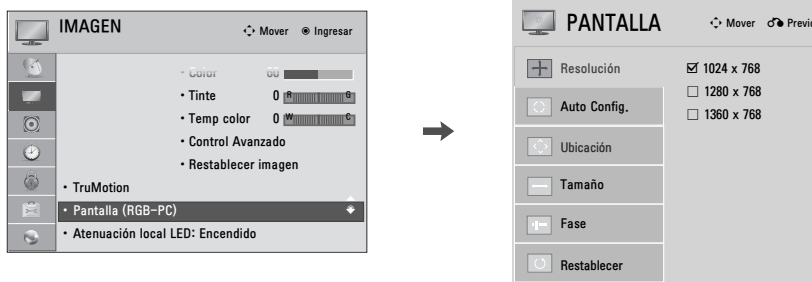 IMAGEN
Mover Ingresar
• Color 60
• Tinte 0 R G
• Temp color 0 W C
• Control Avanzado
• Restablecer imagen
• TruMotion
• Pantalla (RGB-PC)
• Atenuación local LED: Encendido
PANTALLA
Mover Previo
Resolución
Auto Config.
Ubicación
Tamaño
Fase
Restablecer
☑ 1024 x 768
☐ 1280 x 768
☐ 1360 x 768